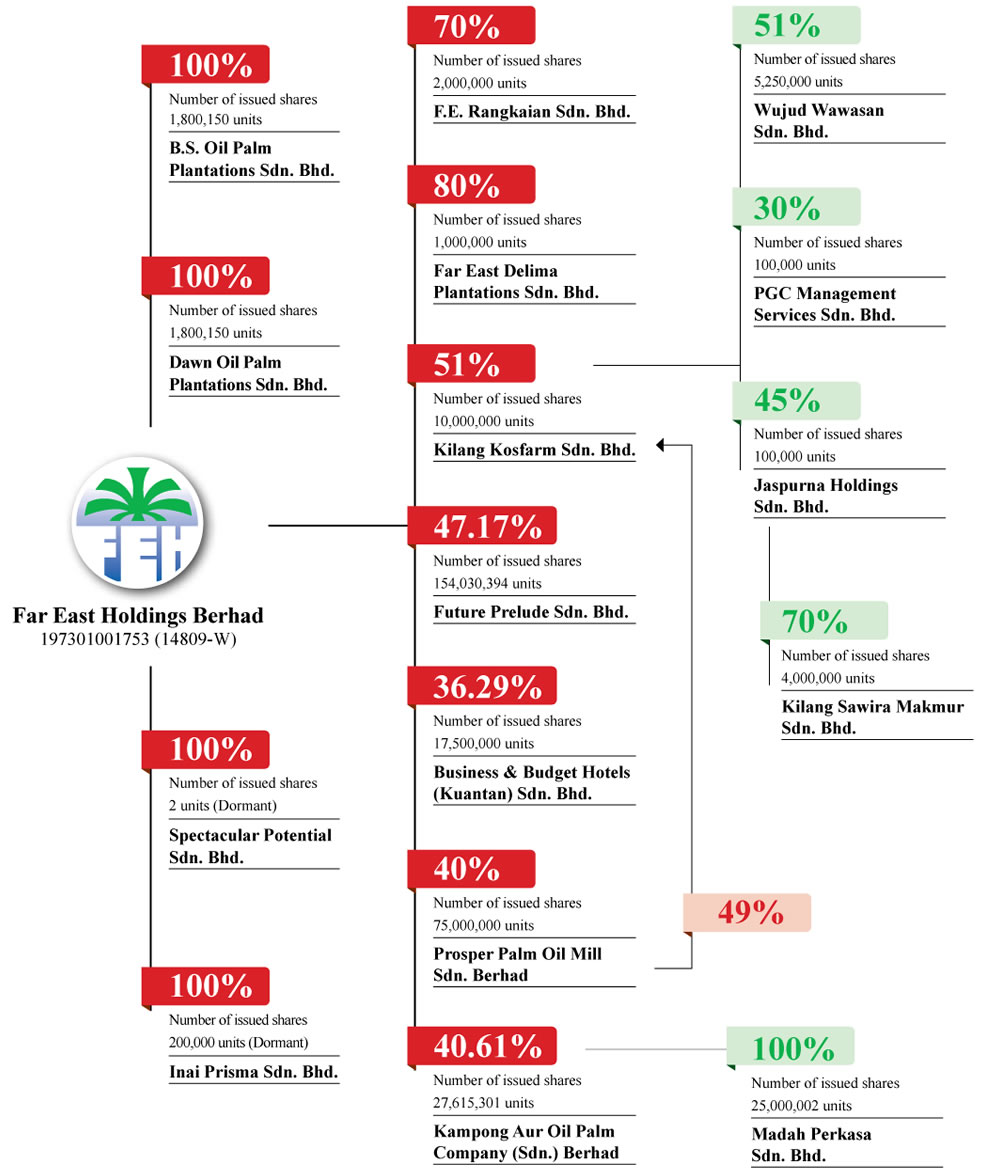 100%
Number of issued shares
1,800,150 units
B.S. Oil Palm
Plantations Sdn. Bhd.
100%
Number of issued shares
1,800,150 units
Dawn Oil Palm
Plantations Sdn. Bhd.
FEH
Far East Holdings Berhad
197301001753 (14809-W)
100%
Number of issued shares
2 units (Dormant)
Spectacular Potential
Sdn. Bhd.
100%
Number of issued shares
200,000 units (Dormant)
Inai Prisma Sdn. Bhd.
70%
Number of issued shares
2,000,000 units
F.E. Rangkaian Sdn. Bhd.
80%
Number of issued shares
1,000,000 units
Far East Delima
Plantations Sdn. Bhd.
51%
Number of issued shares
10,000,000 units
Kilang Kosfarm Sdn. Bhd.
47.17%
Number of issued shares
154,030,394 units
Future Prelude Sdn. Bhd.
36.29%
Number of issued shares
17,500,000 units
Business & Budget Hotels
(Kuantan) Sdn. Bhd.
40%
Number of issued shares
75,000,000 units
Prosper Palm Oil Mill
Sdn. Berhad
49%
40.61%
Number of issued shares
27,615,301 units
Kampong Aur Oil Palm
Company (Sdn.) Berhad
51%
Number of issued shares
5,250,000 units
Wujud Wawasan
Sdn. Bhd.
30%
Number of issued shares
100,000 units
PGC Management
Services Sdn. Bhd.
45%
Number of issued shares
100,000 units
Jaspurna Holdings
Sdn. Bhd.
70%
Number of issued shares
4,000,000 units
Kilang Sawira Makmur
Sdn. Bhd.
100%
Number of issued shares
25,000,002 units
Madah Perkasa
Sdn. Bhd.